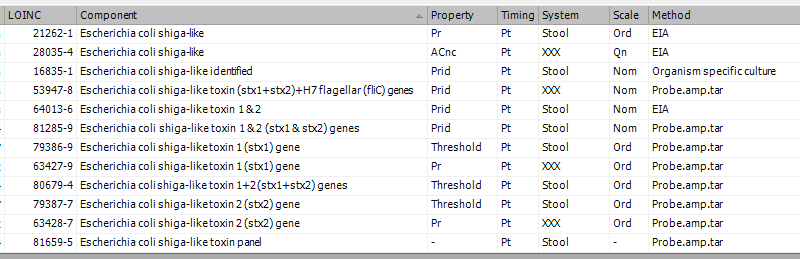 LOINC Component Property Timing System Scale Method
21262-1 Escherichia coli shiga-like Pr Pt Stool Ord EIA
28035-4 Escherichia coli shiga-like ACnc Pt XXX Qn EIA
16835-1 Escherichia coli shiga-like identified Prid Pt Stool Nom Organism specific culture
53947-8 Escherichia coli shiga-like toxin (stx1+stx2)+H7 flagellar (fliC) genes Prid Pt XXX Nom Probe.amp.tar
64013-6 Escherichia coli shiga-like toxin 1 & 2 Prid Pt Stool Nom EIA
81285-9 Escherichia coli shiga-like toxin 1 & 2 (stx1 & stx2) genes Prid Pt Stool Nom Probe.amp.tar
79386-9 Escherichia coli shiga-like toxin 1 (stx1) gene Threshold Pt Stool Ord Probe.amp.tar
63427-9 Escherichia coli shiga-like toxin 1 (stx1) gene Pr Pt XXX Ord Probe.amp.tar
80679-4 Escherichia coli shiga-like toxin 1+2 (stx1+stx2) genes Threshold Pt Stool Ord Probe.amp.tar
79387-7 Escherichia coli shiga-like toxin 2 (stx2) gene Threshold Pt Stool Ord Probe.amp.tar
63428-7 Escherichia coli shiga-like toxin 2 (stx2) gene Pr Pt XXX Ord Probe.amp.tar
81659-5 Escherichia coli shiga-like toxin panel - Pt Stool - Probe.amp.tar